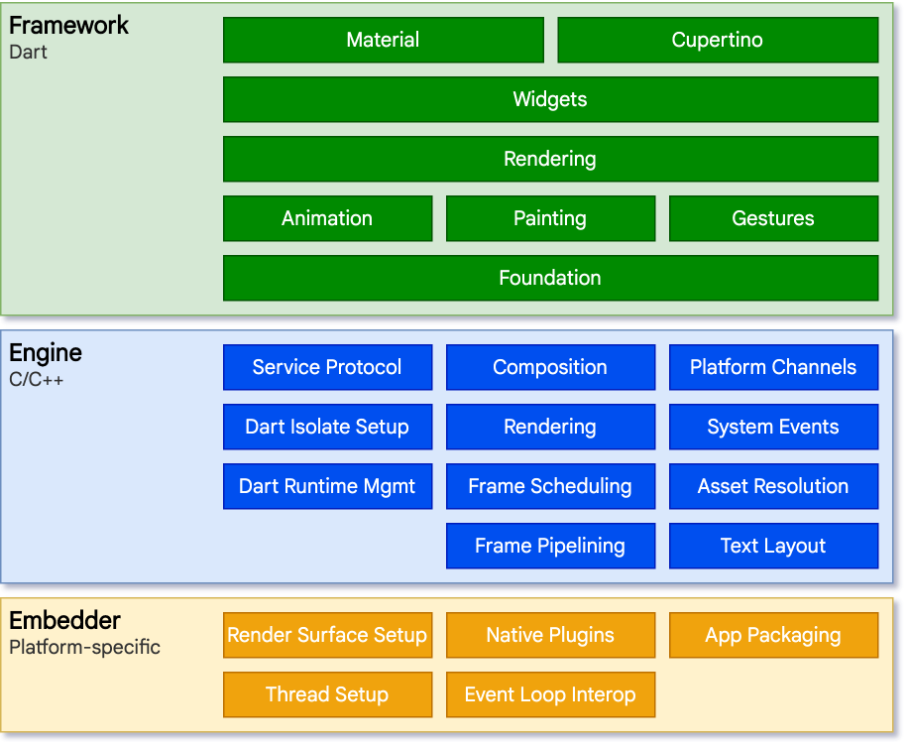 Framework
Dart
Material
Cupertino
Widgets
Rendering
Animation
Painting
Gestures
Foundation
Engine
C/C++
Service Protocol
Composition
Platform Channels
Dart Isolate Setup
Rendering
System Events
Dart Runtime Mgmt
Frame Scheduling
Asset Resolution
Frame Pipelining
Text Layout
Embedder
Platform-specific
Render Surface Setup
Native Plugins
App Packaging
Thread Setup
Event Loop Interop